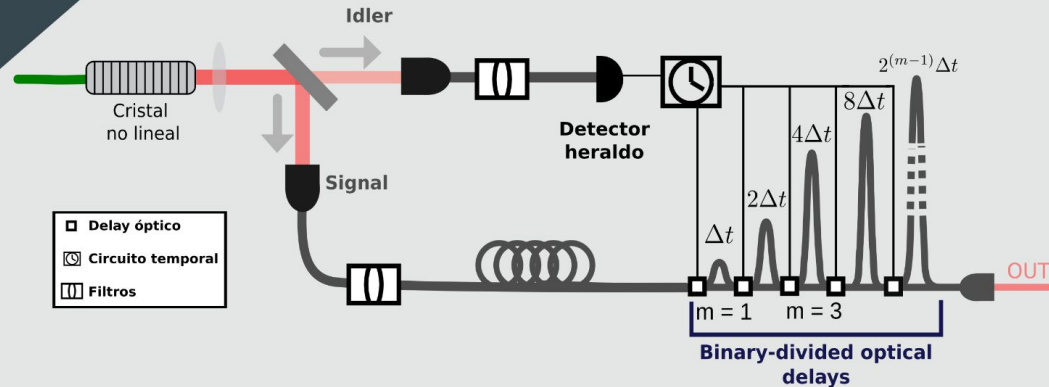 Idler
Cristal
no lineal
Detector
heraldo
Signal
Delay óptico
Circuito temporal
Filtros
Δt
2Δt
4Δt
8Δt
2^{(m-1)}Δt
m = 1
m = 3
OUT
Binary-divided optical
delays